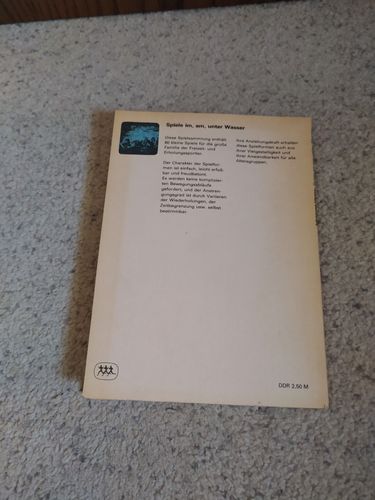 Spiele im, am, unter Wasser
Diese Spielsammlung enthält
80 kleine Spiele für die große
Familie der Freizeit- und
Erholungssportler.
Der Charakter der Spielfor-
men ist einfach, leicht erfaß-
bar und freudbetont.
Es werden keine komplizier-
ten Bewegungsabläufe
gefordert, und der Anstren-
gungsgrad ist durch Variieren
der Wiederholungen, der
Zeitbegrenzung usw. selbst
bestimmbar.
Ihre Anziehungskraft erhalten
diese Spielformen auch aus
ihrer Vielgestaltigkeit und
ihrer Anwendbarkeit für alle
Altersgruppen.
DDR 2,50 M